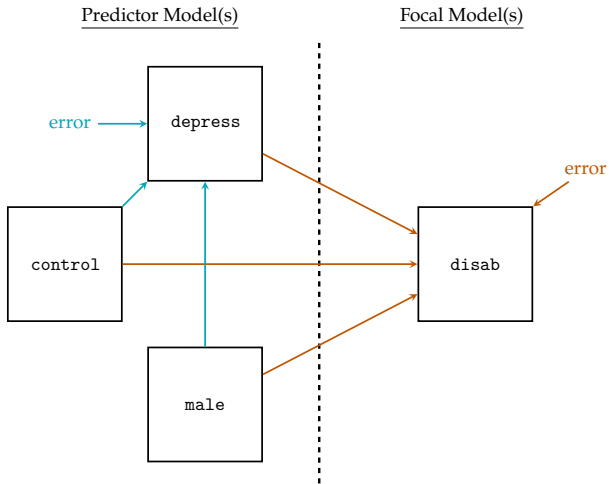 Predictor Model(s)
Focal Model(s)
error
depress
error
control
disab
male